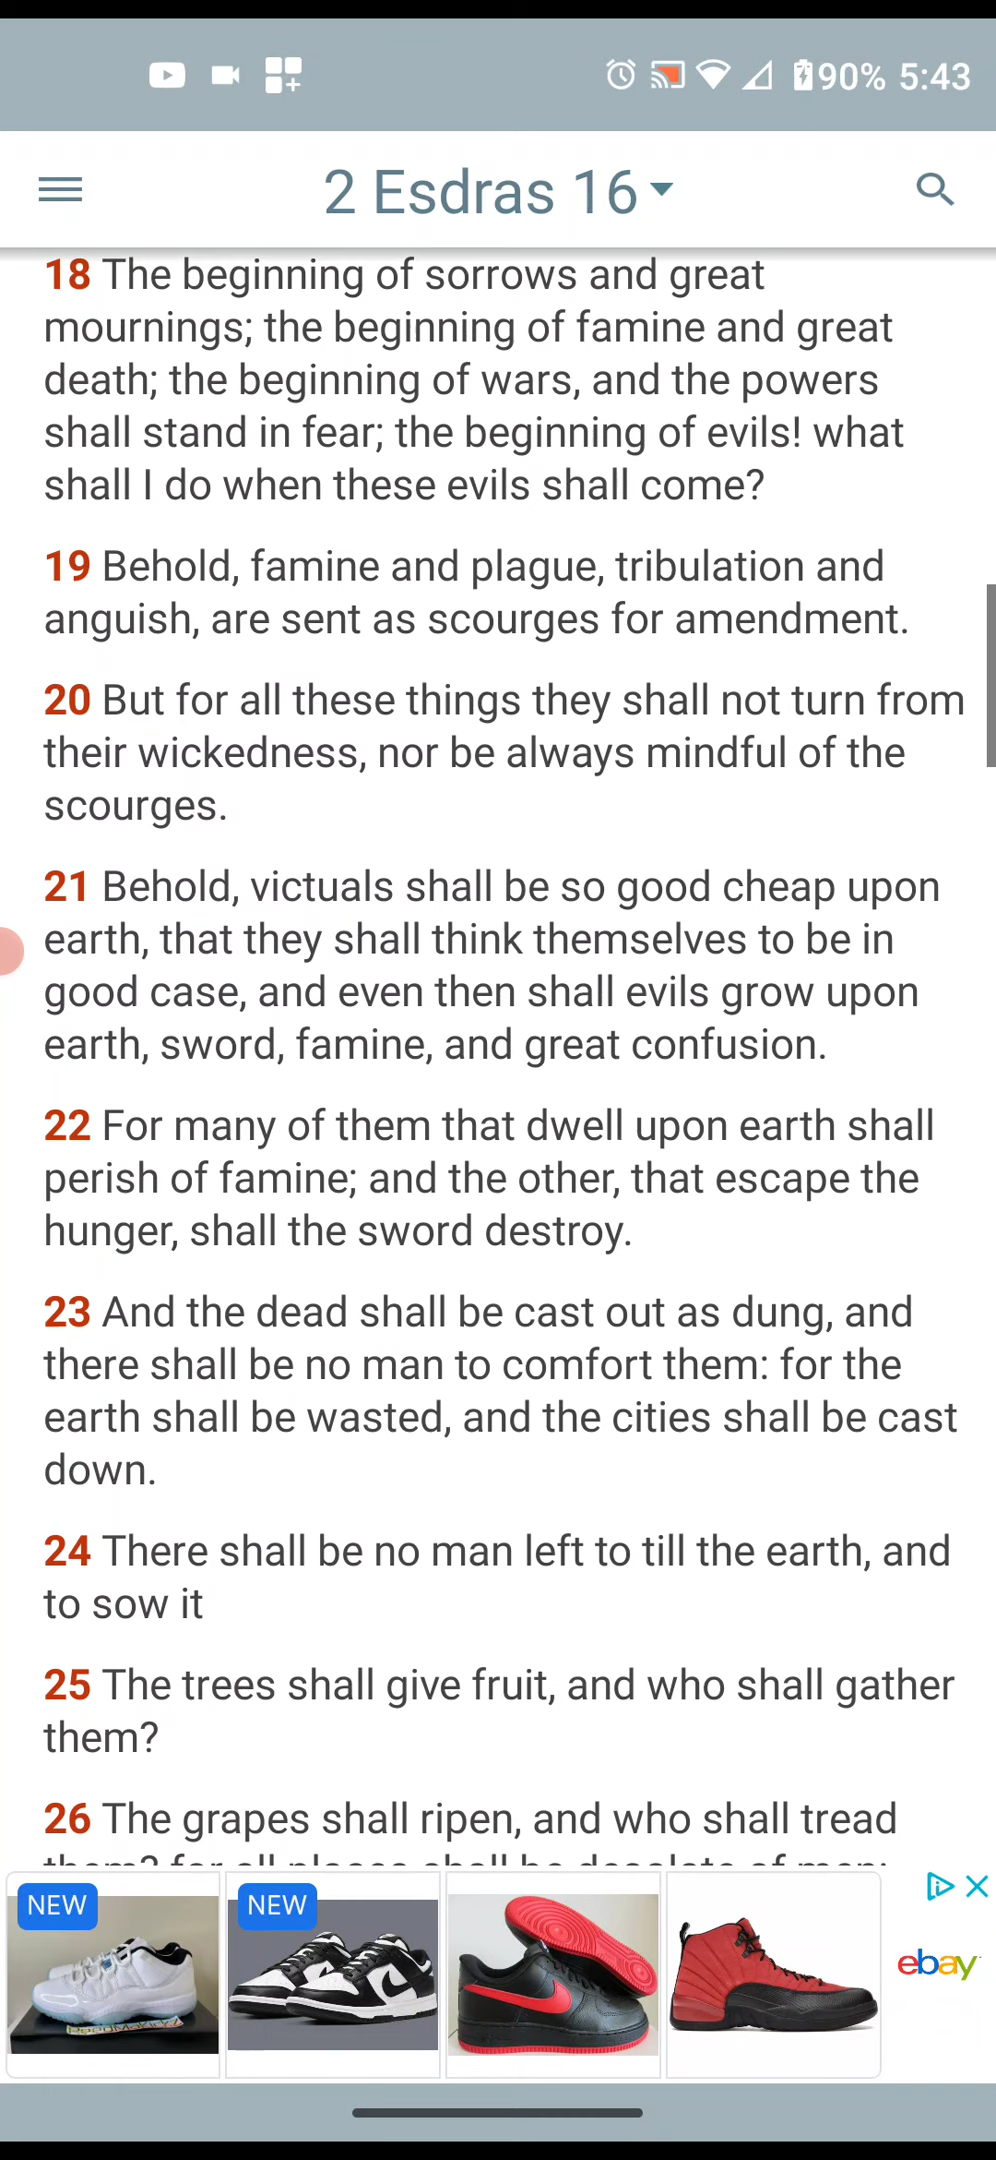 90% 5:43
2 Esdras 16
18 The beginning of sorrows and great
mournings; the beginning of famine and great
death; the beginning of wars, and the powers
shall stand in fear; the beginning of evils! what
shall I do when these evils shall come?
19 Behold, famine and plague, tribulation and
anguish, are sent as scourges for amendment.
20 But for all these things they shall not turn from
their wickedness, nor be always mindful of the
scourges.
21 Behold, victuals shall be so good cheap upon
earth, that they shall think themselves to be in
good case, and even then shall evils grow upon
earth, sword, famine, and great confusion.
22 For many of them that dwell upon earth shall
perish of famine; and the other, that escape the
hunger, shall the sword destroy.
23 And the dead shall be cast out as dung, and
there shall be no man to comfort them: for the
earth shall be wasted, and the cities shall be cast
down.
24 There shall be no man left to till the earth, and
to sow it
25 The trees shall give fruit, and who shall gather
them?
26 The grapes shall ripen, and who shall tread
them? for all places shall be desolate of men:
NEW
NEW
ebay